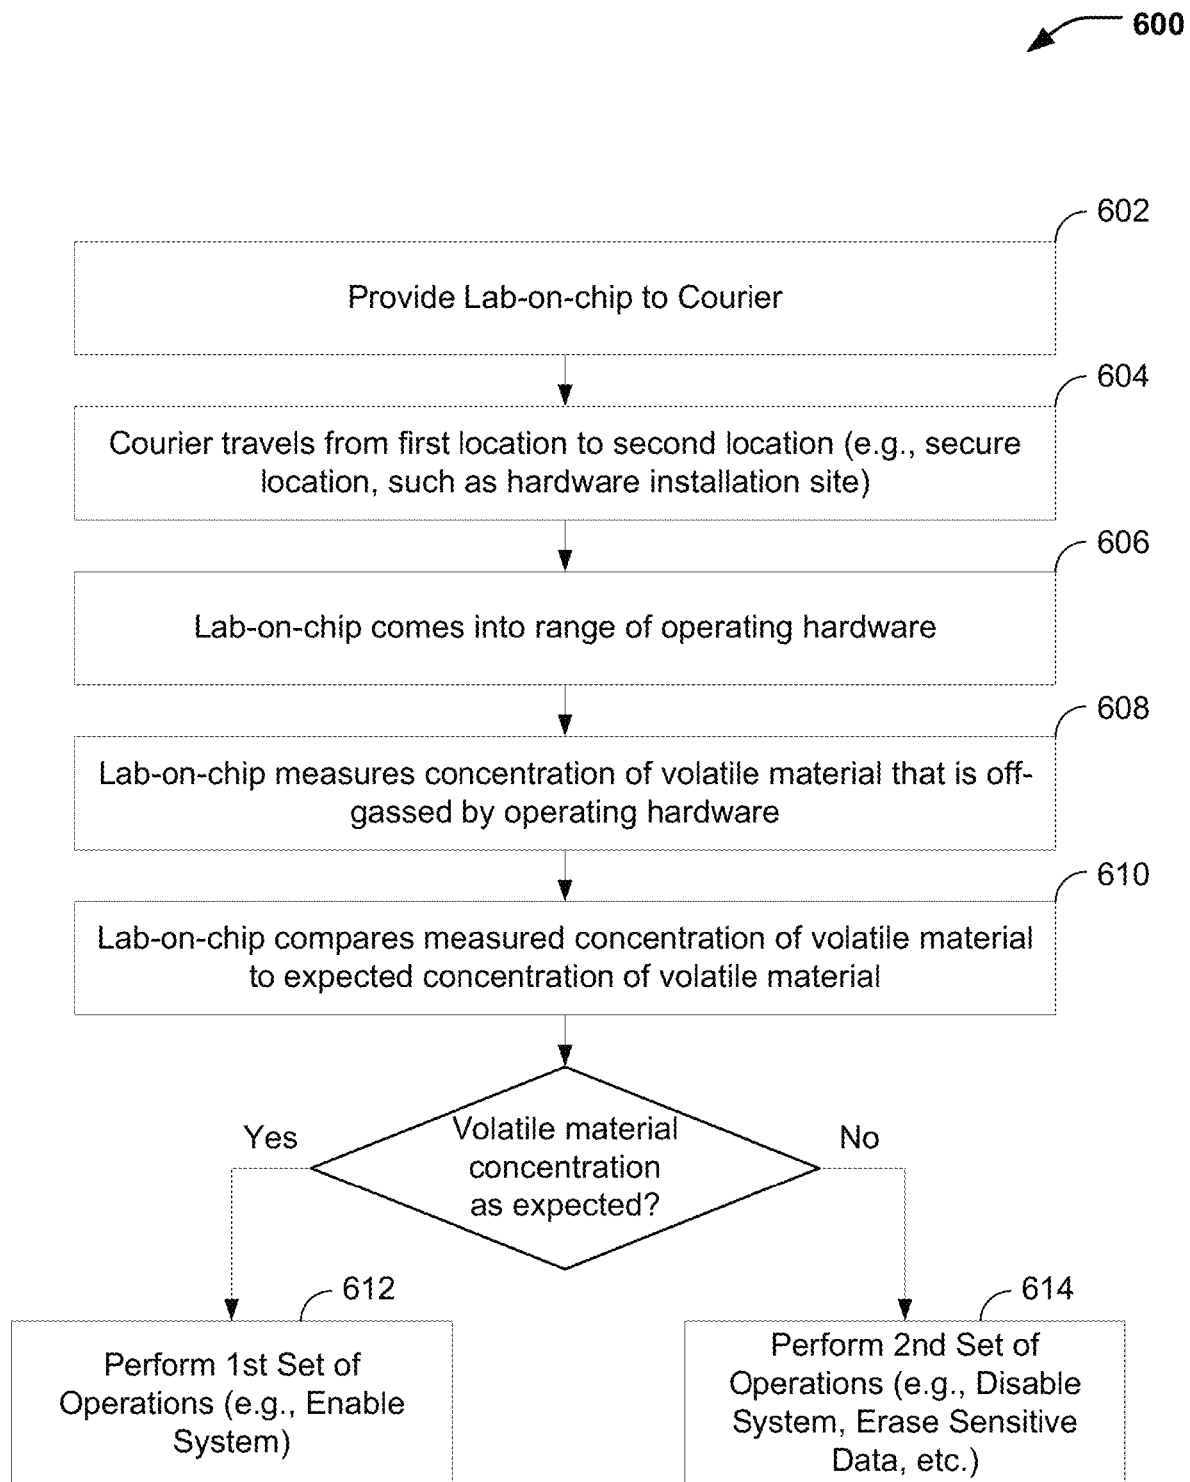 600
602
Provide Lab-on-chip to Courier
604
Courier travels from first location to second location (e.g., secure
location, such as hardware installation site)
606
Lab-on-chip comes into range of operating hardware
608
Lab-on-chip measures concentration of volatile material that is off-
gassed by operating hardware
610
Lab-on-chip compares measured concentration of volatile material
to expected concentration of volatile material
Volatile material
concentration
as expected?
Yes
No
612
Perform 1st Set of
Operations (e.g., Enable
System)
614
Perform 2nd Set of
Operations (e.g., Disable
System, Erase Sensitive
Data, etc.)